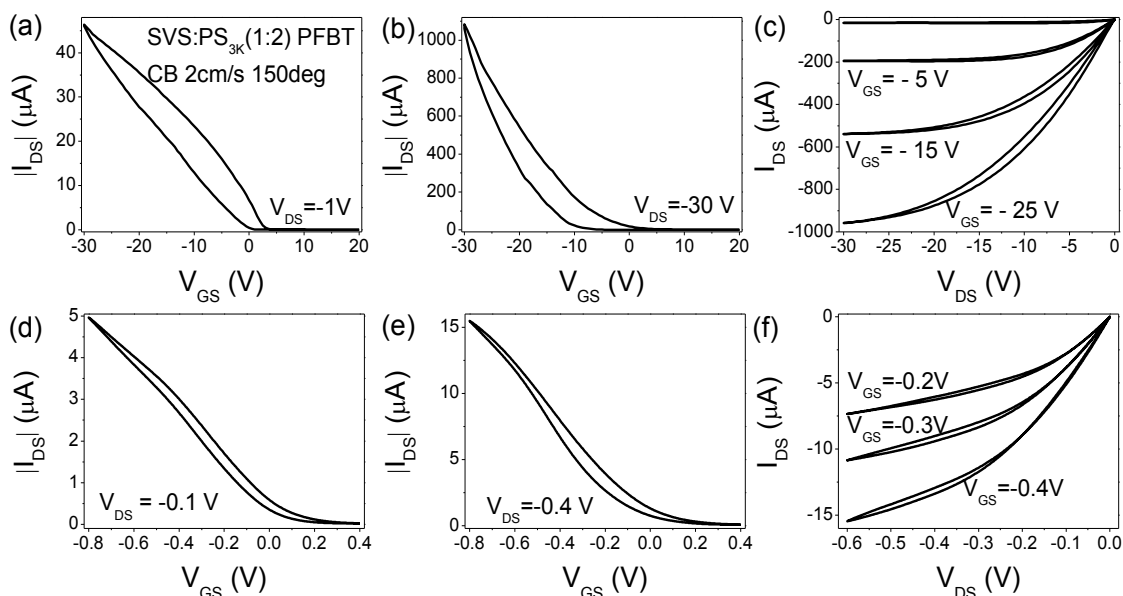 (a)
SVS:PS3K(1:2) PFBT
CB 2cm/s 150deg
VDS=-1V
|IDS| (μA)
40
30
20
10
0
-30 -20 -10 0 10 20
VGS (V)
(b)
VDS=-30 V
|IDS| (μA)
1000
800
600
400
200
0
-30 -20 -10 0 10 20
VGS (V)
(c)
VGS= - 5 V
VGS= - 15 V
VGS= - 25 V
IDS (μA)
0
-200
-400
-600
-800
-1000
-30 -25 -20 -15 -10 -5 0
VDS (V)
(d)
VDS = -0.1 V
|IDS| (μA)
5
4
3
2
1
0
-0.8 -0.6 -0.4 -0.2 0.0 0.2 0.4
VGS (V)
(e)
VDS=-0.4 V
|IDS| (μA)
15
10
5
0
-0.8 -0.6 -0.4 -0.2 0.0 0.2 0.4
VGS (V)
(f)
VGS=-0.2V
VGS=-0.3V
VGS=-0.4V
IDS (μA)
0
-5
-10
-15
-0.6 -0.5 -0.4 -0.3 -0.2 -0.1 0.0
VDS (V)